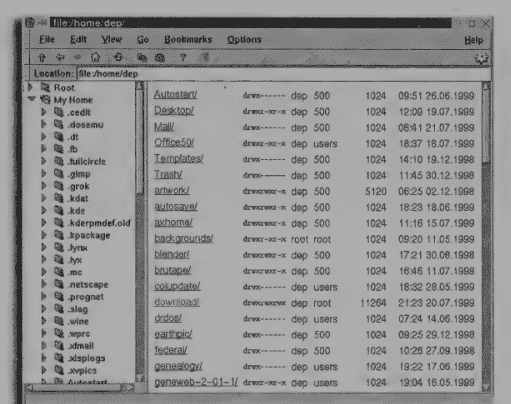 file:/home/dep/
File Edit View Go Bookmarks Options Help
Location: file:/home/dep
Root
My Home
.cedit
.dosemu
.dt
.fb
.fullcircle
.gimp
.grok
.kdat
.kde
.kderpmdef.old
.kpackage
.lynx
.lyx
.mc
.netscape
.prognet
.slag
.wine
.wprc
.xfmail
.xlsplogs
.xvpics
Autostart
Autostart/ drwx------ dep 500 1024 09:51 26.06.1999
Desktop/ drwxr-xr-x dep 500 1024 12:09 19.07.1999
Mail/ drwx------ dep 500 1024 06:41 21.07.1999
Office50/ drwxr-xr-x dep users 1024 18:37 18.07.1999
Templates/ drwx------ dep 500 1024 14:10 19.12.1998
Trash/ drwx------ dep 500 1024 11:45 30.12.1998
artwork/ drwxrwxr-x dep 500 5120 06:25 02.12.1998
autosave/ drwxrwxr-x dep 500 1024 18:23 18.06.1999
axhome/ drwxrwxr-x dep 500 1024 11:16 15.07.1999
backgrounds/ drwxr-xr-x root root 1024 09:20 11.05.1999
blender/ drwxrwxr-x dep 500 1024 17:21 30.08.1998
brutape/ drwxrwxr-x dep 500 1024 16:46 11.07.1998
colupdate/ drwx------ dep users 1024 18:32 28.05.1999
download/ drwxrwxrwx dep root 11264 21:23 20.07.1999
drdos/ drwxr-xr-x dep users 1024 07:24 14.06.1999
earthpic/ drwx------ dep 500 1024 09:25 29.12.1998
federal/ drwx------ dep 500 1024 10:26 27.09.1998
genealogy/ drwxr-xr-x dep users 1024 19:22 17.06.1999
geneweb-2-01-1/ drwxr-xr-x dep users 1024 19:04 16.05.1999